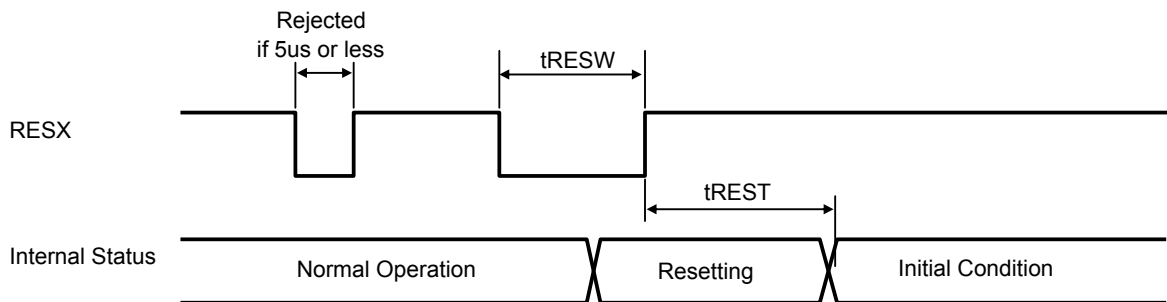 Rejected
if 5us or less
tRESW
RESX
tREST
Internal Status
Normal Operation
Resetting
Initial Condition